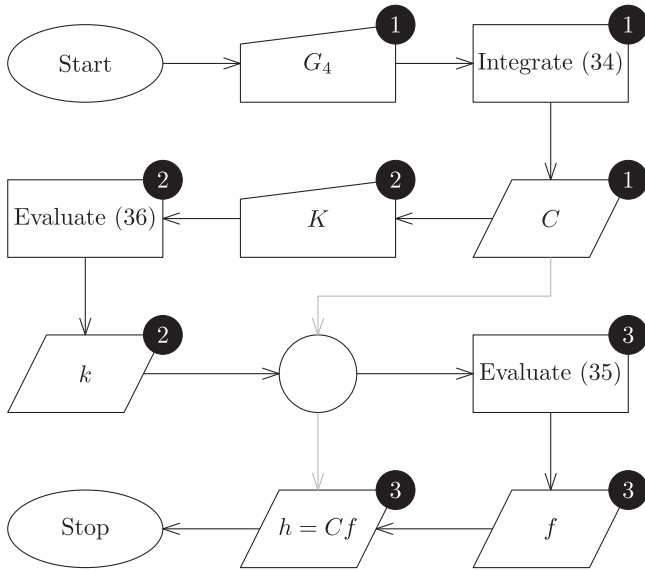 1
1
Start
G4
Integrate (34)
2
2
1
Evaluate (36)
K
C
2
3
k
Evaluate (35)
3
3
Stop
h = Cf
f